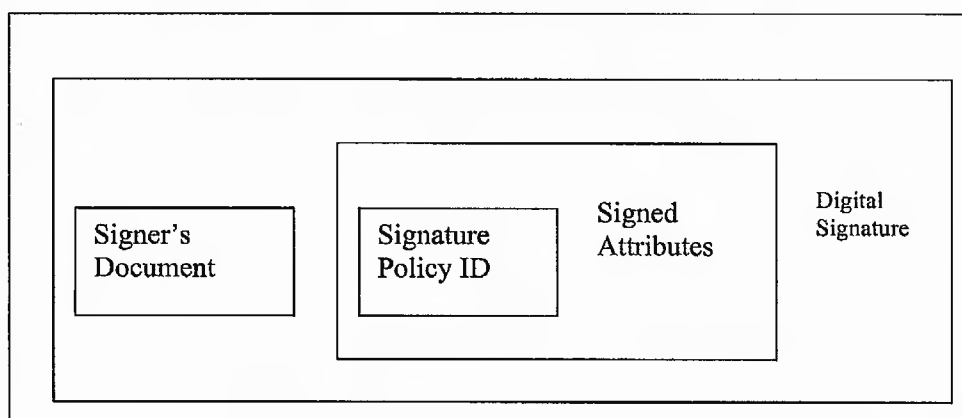 Signer's
Document
Signature
Policy ID
Signed
Attributes
Digital
Signature